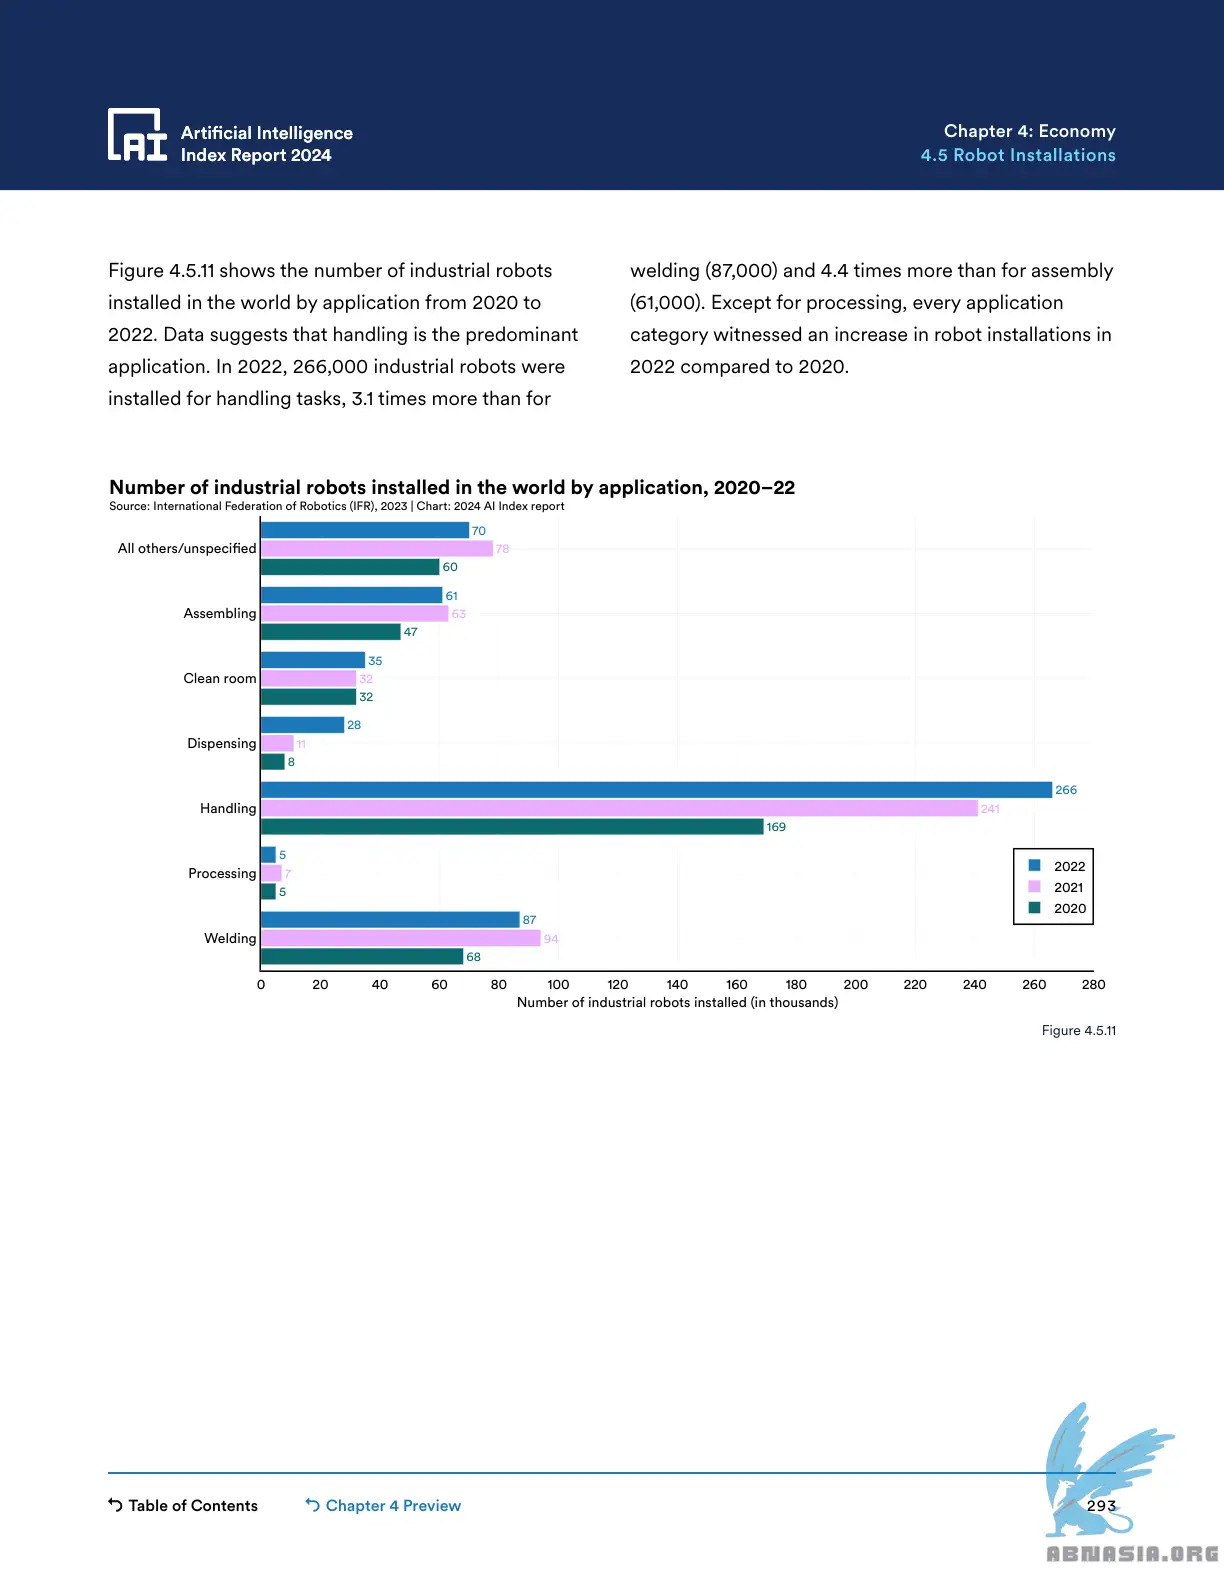 Artificial Intelligence
Index Report 2024
Chapter 4: Economy
4.5 Robot Installations
Figure 4.5.11 shows the number of industrial robots
installed in the world by application from 2020 to
2022. Data suggests that handling is the predominant
application. In 2022, 266,000 industrial robots were
installed for handling tasks, 3.1 times more than for
welding (87,000) and 4.4 times more than for assembly
(61,000). Except for processing, every application
category witnessed an increase in robot installations in
2022 compared to 2020.
Number of industrial robots installed in the world by application, 2020–22
Source: International Federation of Robotics (IFR), 2023 | Chart: 2024 AI Index report
70
All others/unspecified 78
60
61
Assembling 63
47
35
Clean room 32
32
28
Dispensing 11
8
266
Handling 241
169
5
Processing 7
5
87
Welding 94
68
2022
2021
2020
0 20 40 60 80 100 120 140 160 180 200 220 240 260 280
Number of industrial robots installed (in thousands)
Figure 4.5.11
Table of Contents
Chapter 4 Preview
293
ABNASIA.ORG